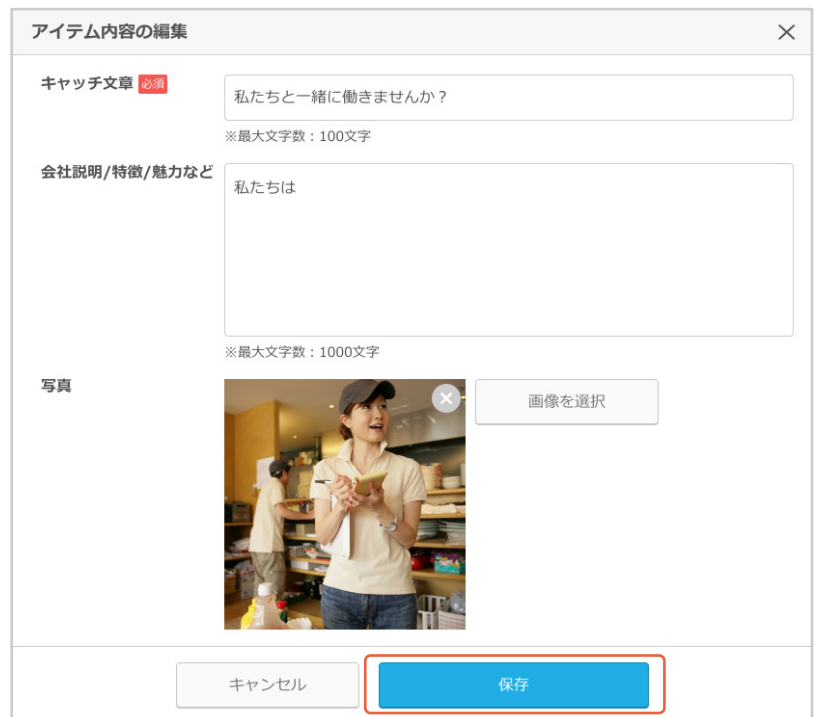 アイテム内容の編集
キャッチ文章 必須
私たちと一緒に働きませんか？
※最大文字数：100文字
会社説明/特徴/魅力など
私たちは
※最大文字数：1000文字
写真
画像を選択
キャンセル
保存